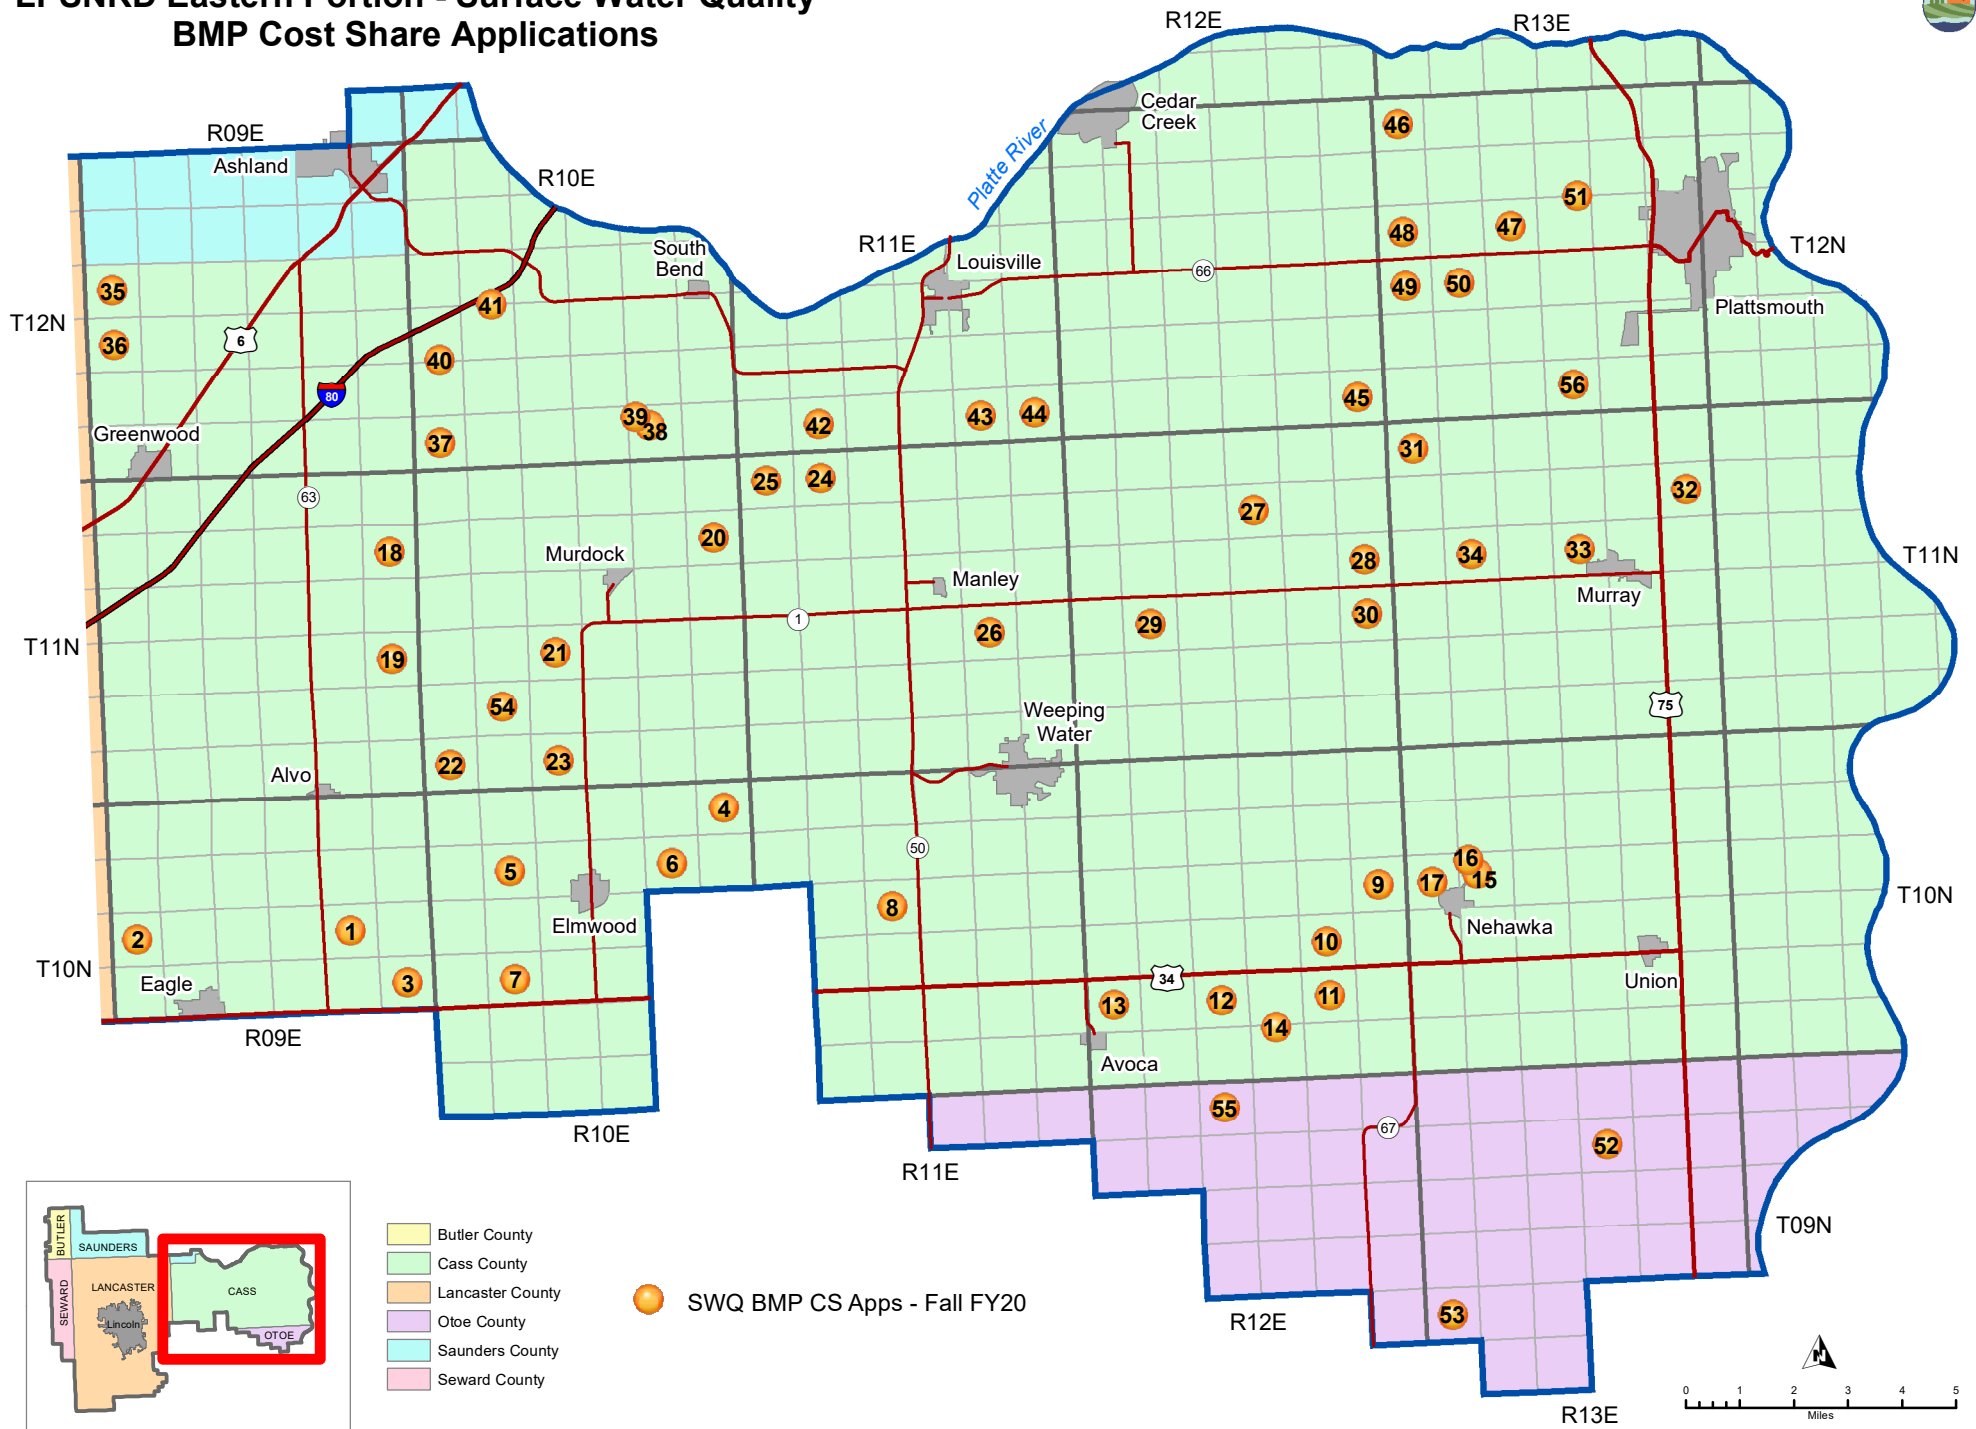 LPSNRD Eastern Portion - Surface Water Quality
BMP Cost Share Applications
R12E
R13E
R09E
Ashland
R10E
Platte River
Cedar
Creek
46
51
R11E
South
Bend
Louisville
48
47
T12N
66
35
41
49
50
Plattsmouth
T12N
36
6
40
80
56
45
39
38
42
43
44
Greenwood
37
31
25
24
32
63
27
20
18
Murdock
28
34
33
T11N
Manley
Murray
1
26
29
30
T11N
19
21
54
75
Weeping
Water
22
23
Alvo
4
50
6
5
16
15
9
17
T10N
8
Elmwood
Nehawka
2
1
10
T10N
Eagle
3
7
34
Union
13
12
11
14
R09E
Avoca
55
67
R10E
52
R11E
T09N
BUTLER
SAUNDERS
SEWARD
LANCASTER
Lincoln
CASS
OTOE
Butler County
Cass County
Lancaster County
Otoe County
Saunders County
Seward County
SWQ BMP CS Apps - Fall FY20
R12E
53
N
0 1 2 3 4 5
Miles
R13E